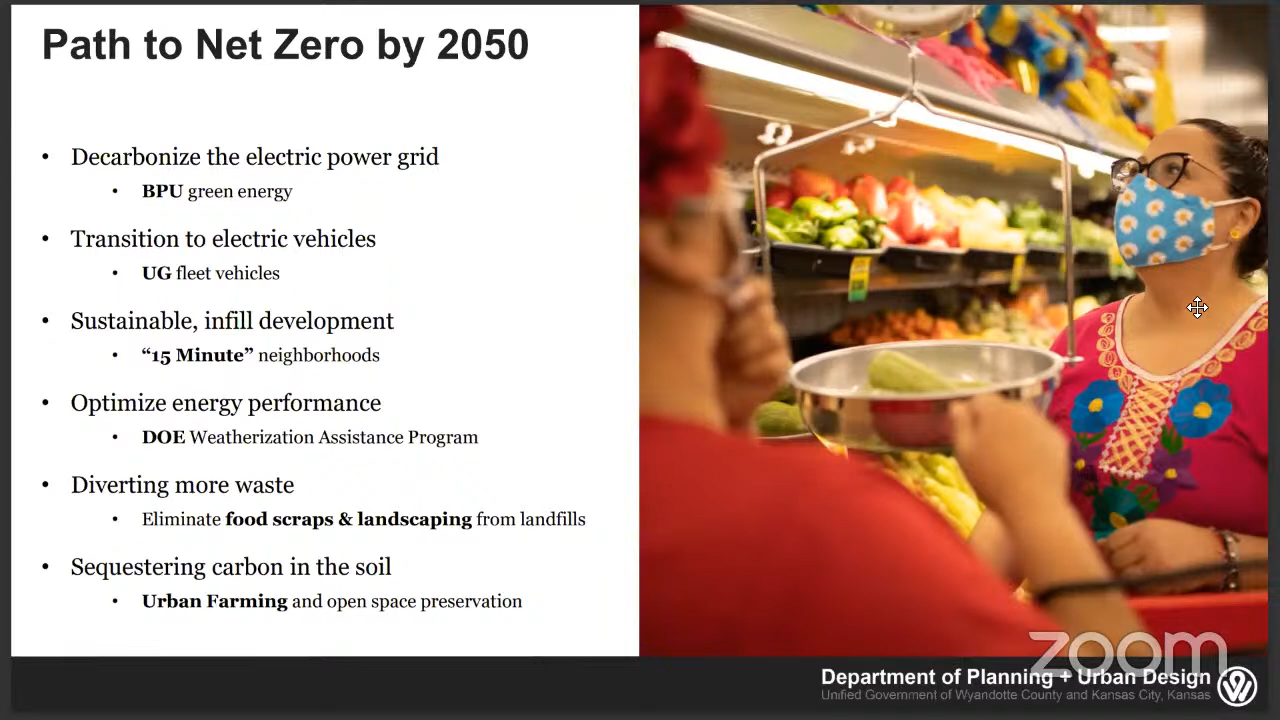 Path to Net Zero by 2050
• Decarbonize the electric power grid
• BPU green energy
• Transition to electric vehicles
• UG fleet vehicles
• Sustainable, infill development
• “15 Minute” neighborhoods
• Optimize energy performance
• DOE Weatherization Assistance Program
• Diverting more waste
• Eliminate food scraps & landscaping from landfills
• Sequestering carbon in the soil
• Urban Farming and open space preservation
zoom
Department of Planning + Urban Design
Unified Government of Wyandotte County and Kansas City, Kansas